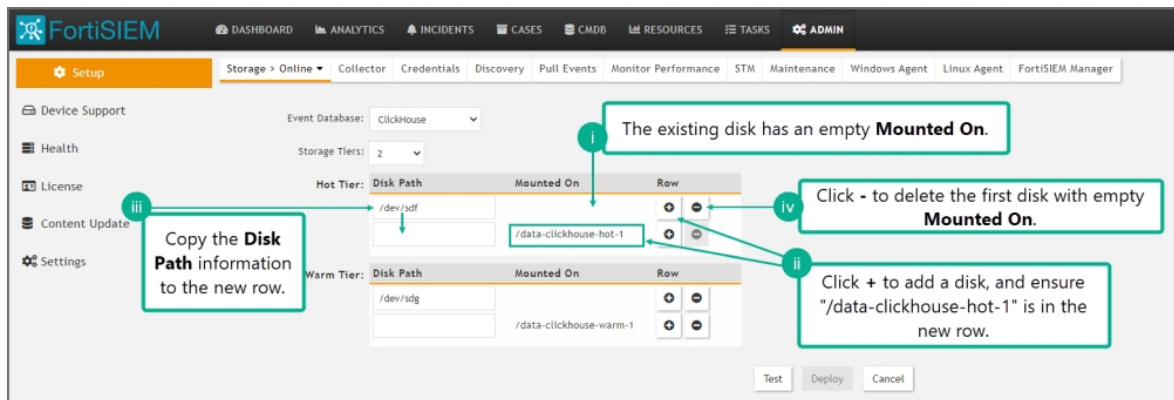 FortiSIEM
DASHBOARD ANALYTICS INCIDENTS CASES CMDB RESOURCES TASKS ADMIN
Setup
Storage > Online Collector Credentials Discovery Pull Events Monitor Performance STM Maintenance Windows Agent Linux Agent FortiSIEM Manager
Device Support
Health
License
Content Update
Settings
Event Database: ClickHouse
Storage Tiers: 2
Hot Tier: Disk Path Mounted On Row
/dev/sdf
/data-clickhouse-hot-1
Warm Tier: Disk Path Mounted On Row
/dev/sdg
/data-clickhouse-warm-1
Test Deploy Cancel
i
The existing disk has an empty Mounted On.
ii
Click + to add a disk, and ensure
"/data-clickhouse-hot-1" is in the
new row.
iii
Copy the Disk
Path information
to the new row.
iv
Click - to delete the first disk with empty
Mounted On.